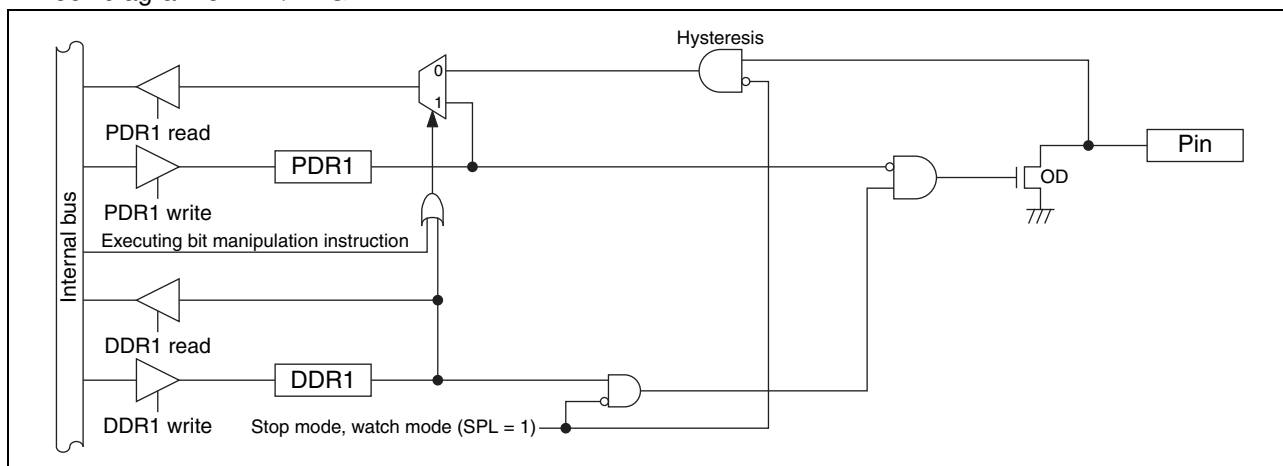 Hysteresis
0
1
PDR1 read
PDR1
Pin
OD
PDR1 write
Executing bit manipulation instruction
Internal bus
DDR1 read
DDR1
DDR1 write
Stop mode, watch mode (SPL = 1)